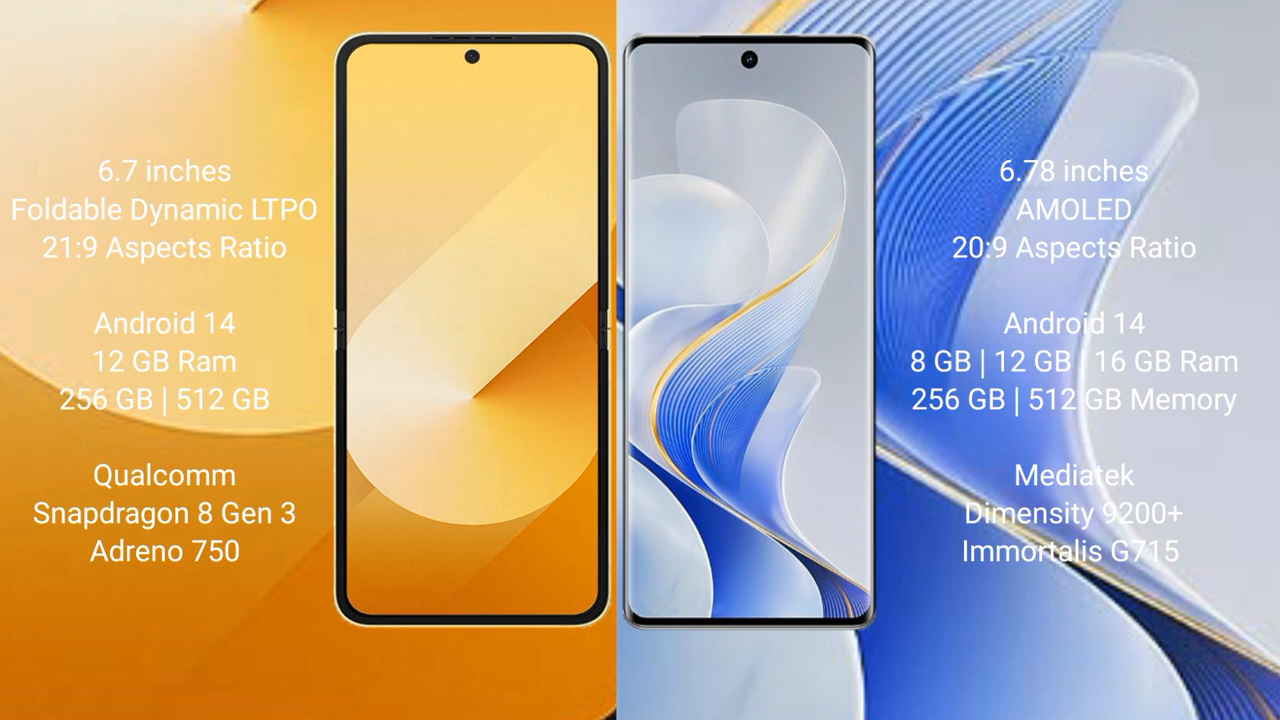 6.7 inches
Foldable Dynamic LTPO
21:9 Aspects Ratio
Android 14
12 GB Ram
256 GB | 512 GB
Qualcomm
Snapdragon 8 Gen 3
Adreno 750
6.78 inches
AMOLED
20:9 Aspects Ratio
Android 14
8 GB | 12 GB | 16 GB Ram
256 GB | 512 GB Memory
Mediatek
Dimensity 9200+
Immortalis G715